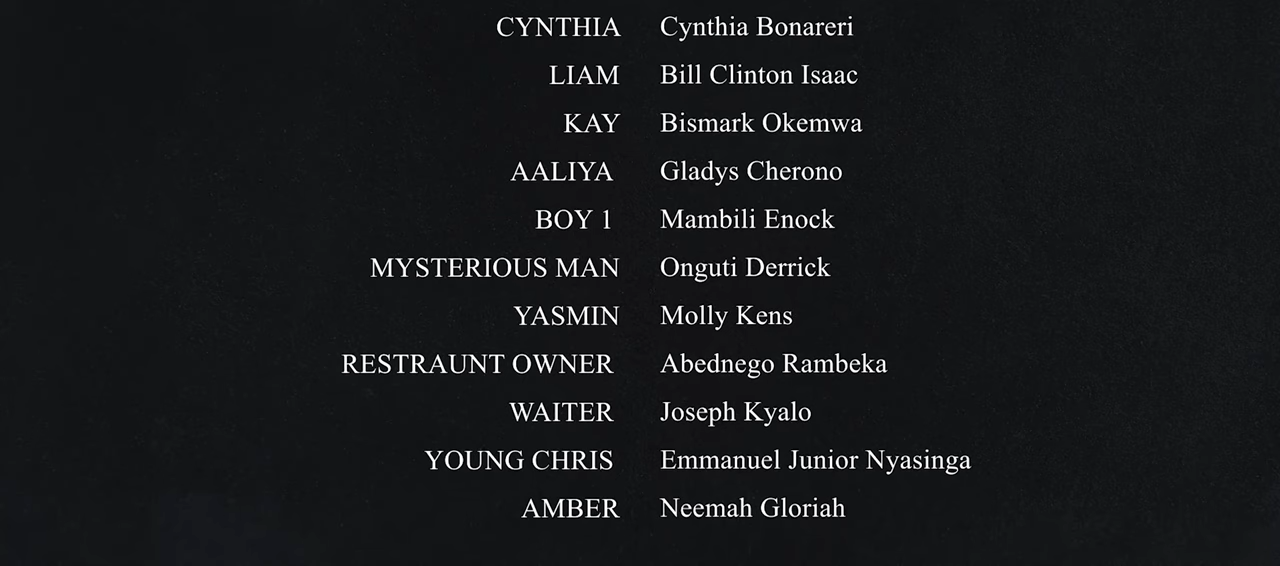 CYNTHIA Cynthia Bonareri
LIAM Bill Clinton Isaac
KAY Bismark Okemwa
AALIYA Gladys Cherono
BOY 1 Mambili Enock
MYSTERIOUS MAN Onguti Derrick
YASMIN Molly Kens
RESTRAUNT OWNER Abednego Rambeka
WAITER Joseph Kyalo
YOUNG CHRIS Emmanuel Junior Nyasinga
AMBER Neemah Gloriah